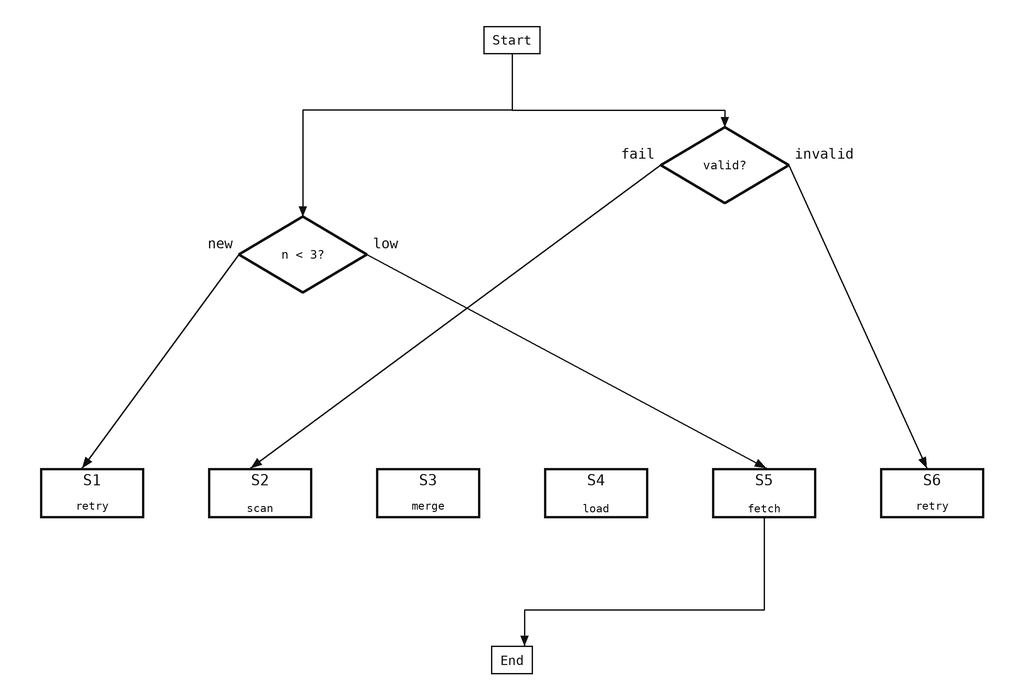 Start
fail
valid?
invalid
new
n < 3?
low
S1
retry
S2
scan
S3
merge
S4
load
S5
fetch
S6
retry
End